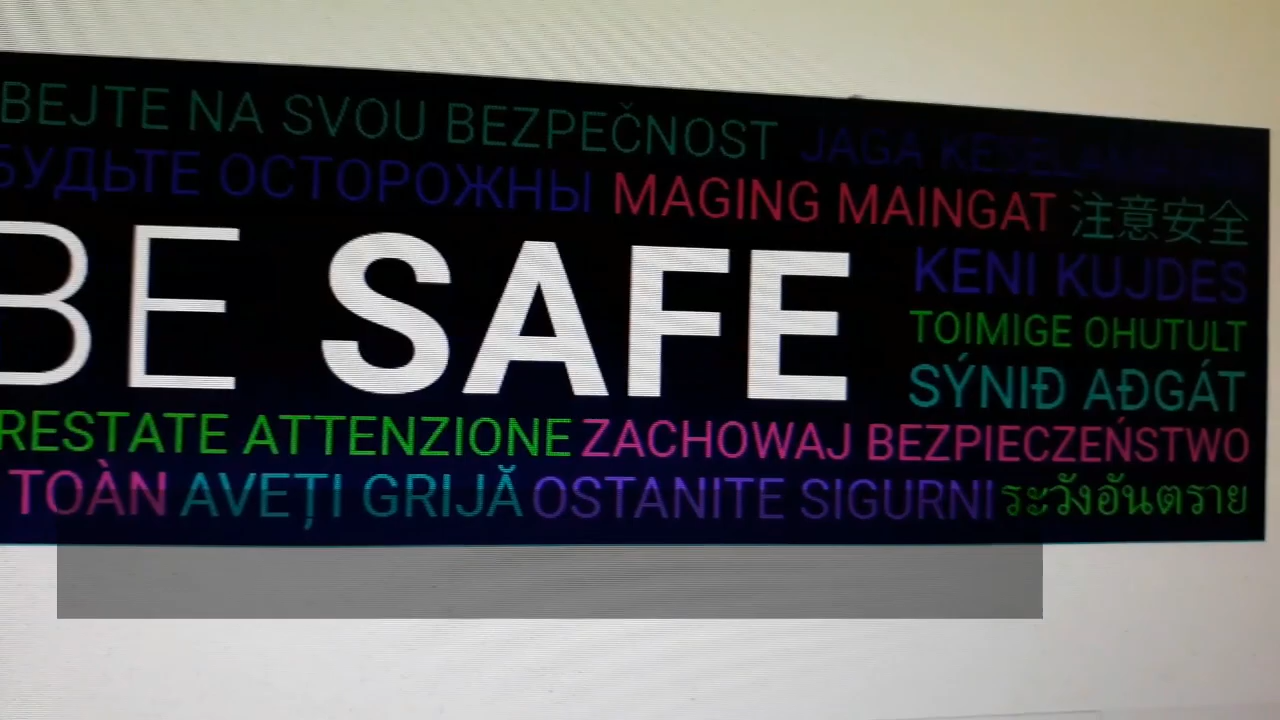 BEJTE NA SVOU BEZPEČNOST JAGA
БУДЬТЕ ОСТОРОЖНЫ MAGING MAINGAT 注意安全
BE SAFE
KENI KUJDES
TOIMIGE OHUTULT
SÝNIÐ AÐGÁT
RESTATE ATTENZIONE ZACHOWAJ BEZPIECZEŃSTWO
TOÀN AVEȚI GRIJĂ OSTANITE SIGURNI ระวังอันตราย